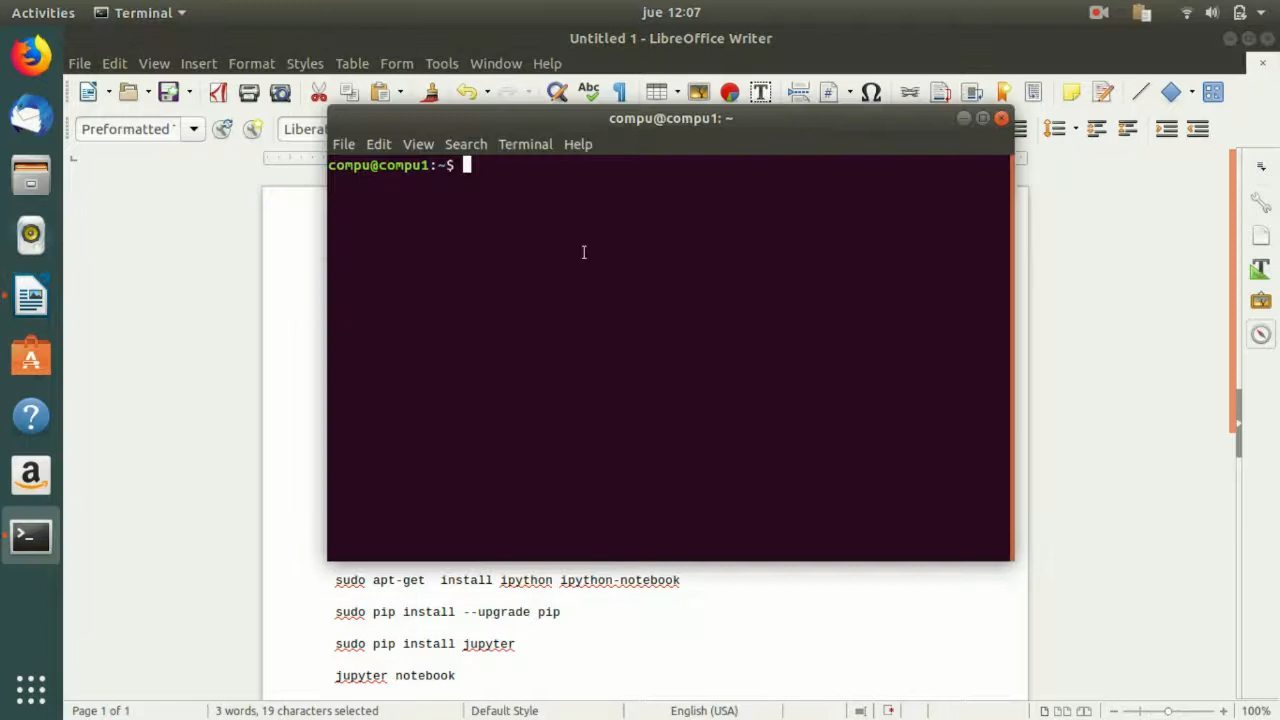 Activities Terminal jue 12:07
Untitled 1 - LibreOffice Writer
File Edit View Insert Format Styles Table Form Tools Window Help
Abc
Preformatted Libera
compu@compu1: ~
File Edit View Search Terminal Help
compu@compu1:~$
sudo apt-get  install ipython ipython-notebook
sudo pip install --upgrade pip
sudo pip install jupyter
jupyter notebook
Page 1 of 1 3 words, 19 characters selected Default Style English (USA) 100%